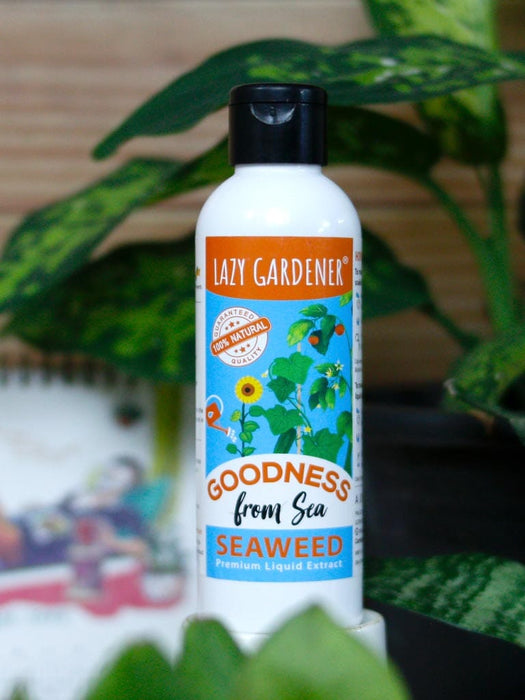 LAZY GARDENER®
GUARANTEED
100% NATURAL
QUALITY
GOODNESS
from Sea
SEAWEED
Premium Liquid Extract